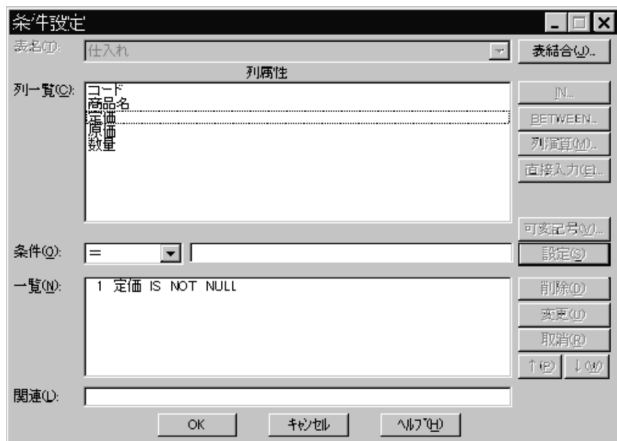 条件設定
表名(T):
仕入れ
表結合(J)...
列属性
列一覧(C):
コード
商品名
定価
原価
数量
IN...
BETWEEN...
列演算(M)...
直接入力(E)...
可変記号(V)...
条件(O):
=
設定(S)
一覧(N):
1 定価 IS NOT NULL
削除(D)
変更(U)
取消(R)
↑(P)
↓(W)
関連(L):
OK
キャンセル
ヘルプ(H)